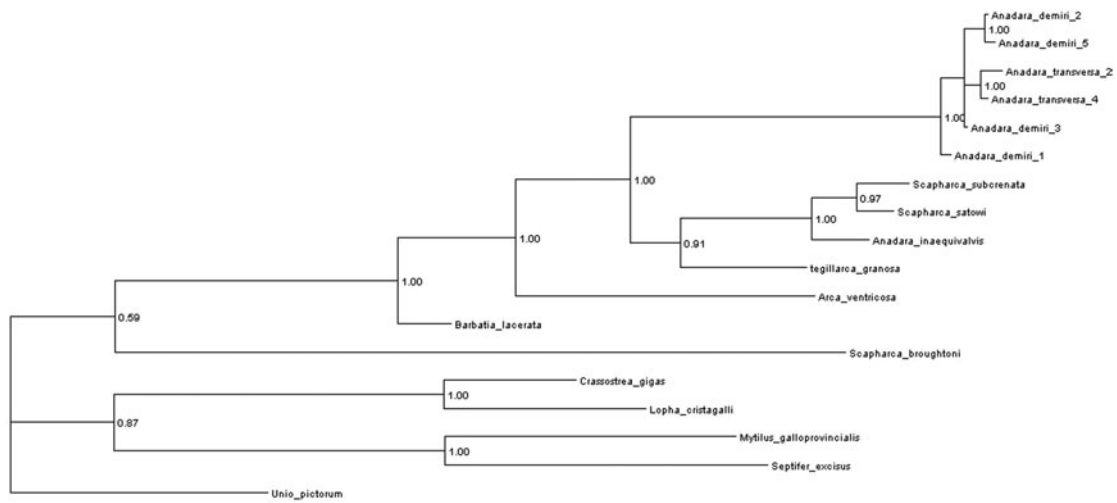 Anadara_demiri_2
1.00
Anadara_demiri_5
Anadara_transversa_2
1.00
Anadara_transversa_4
1.00
Anadara_demiri_3
Anadara_demiri_1
1.00
Scapharca_subcrenata
0.97
Scapharca_satowi
1.00
Anadara_inaequivalvis
1.00
0.91
tegillarca_granosa
1.00
Arca_ventricosa
0.59
Barbatia_lacerata
Scapharca_broughtoni
Crassostrea_gigas
1.00
Lopha_cristagalli
0.87
Mytilus_galloprovincialis
1.00
Septifer_excisus
Unio_pictorum